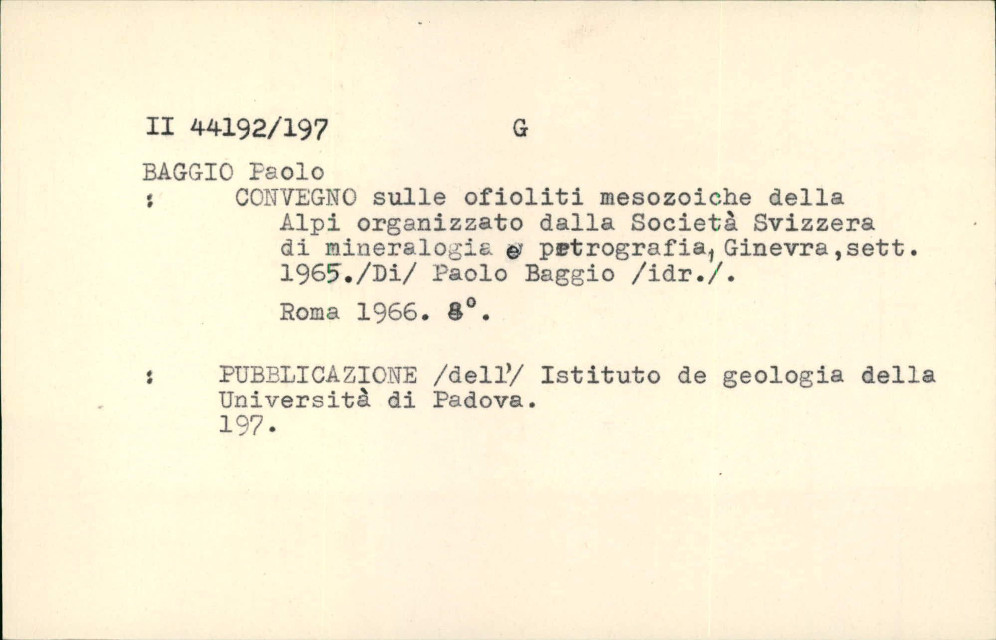 II 44192/197 G
BAGGIO Paolo
: CONVEGNO sulle ofioliti mesozoiche della
Alpi organizzato dalla Società Svizzera
di mineralogia e petrografia, Ginevra,sett.
1965./Di/ Paolo Baggio /idr./.
Roma 1966. 8°.
: PUBBLICAZIONE /dell'/ Istituto de geologia della
Università di Padova.
197.